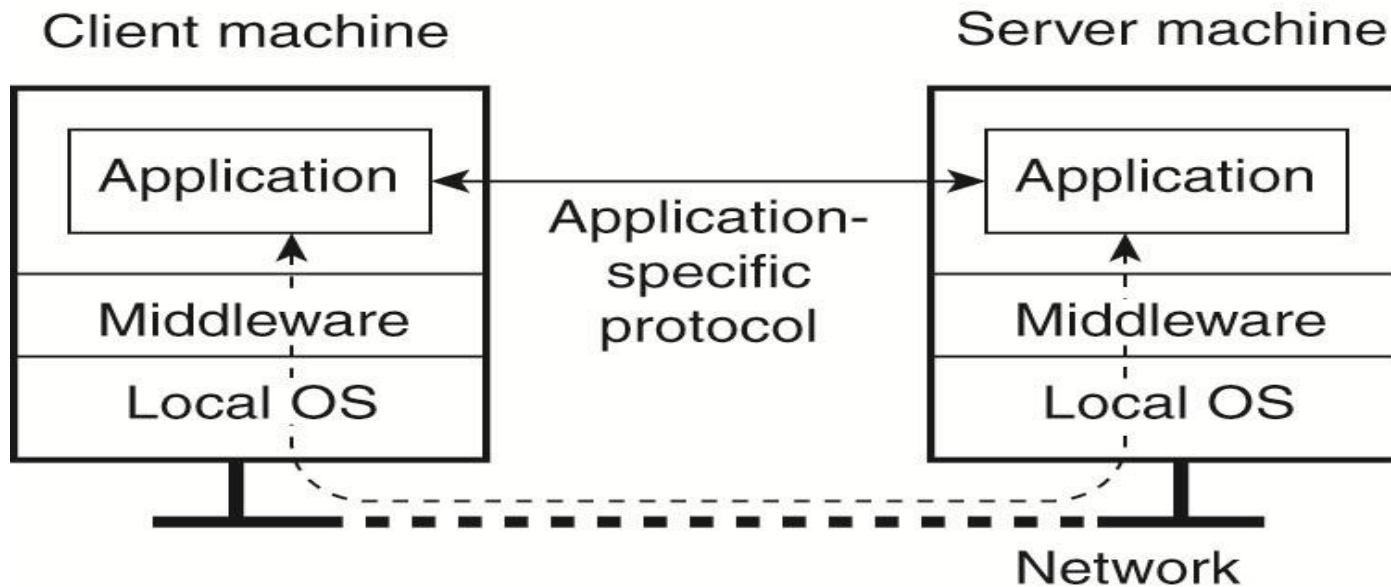 Client machine
Server machine
Application
Application
Application-
specific
protocol
Middleware
Middleware
Local OS
Local OS
Network